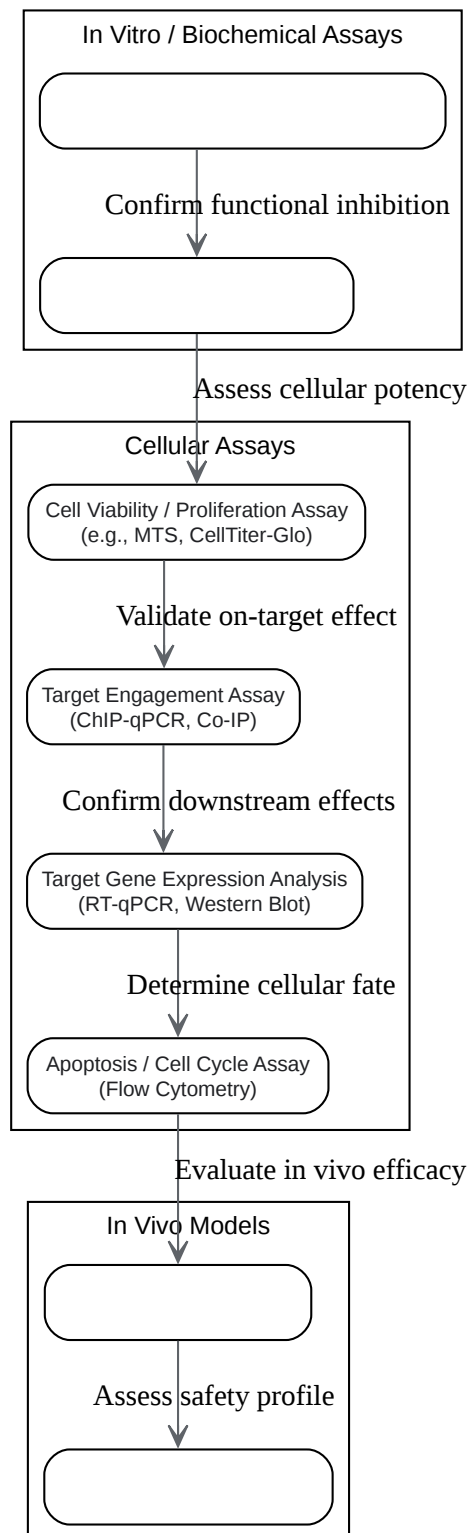 In Vitro / Biochemical Assays
Confirm functional inhibition
Assess cellular potency
Cellular Assays
Cell Viability / Proliferation Assay
(e.g., MTS, CellTiter-Glo)
Validate on-target effect
Target Engagement Assay
(ChIP-qPCR, Co-IP)
Confirm downstream effects
Target Gene Expression Analysis
(RT-qPCR, Western Blot)
Determine cellular fate
Apoptosis / Cell Cycle Assay
(Flow Cytometry)
Evaluate in vivo efficacy
In Vivo Models
Assess safety profile